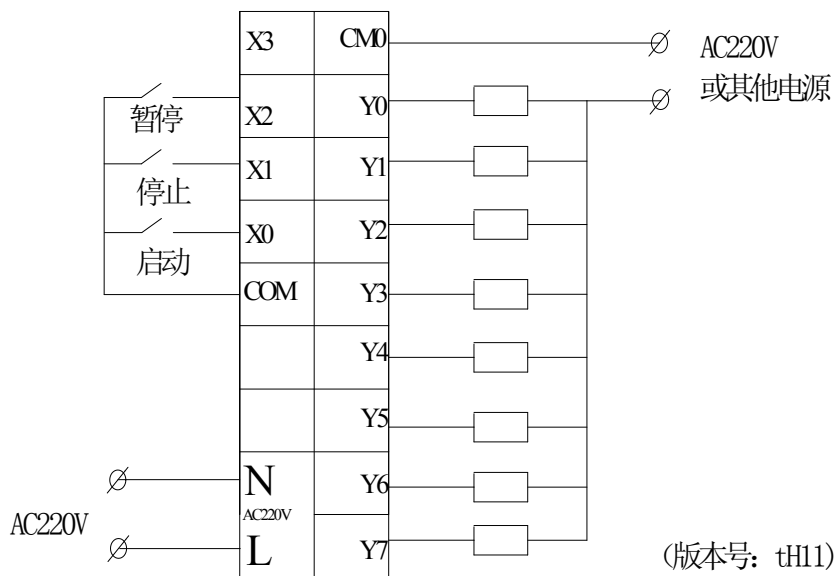 X3 CM0
AC220V
或其他电源
X2 Y0
暂停
X1 Y1
停止
X0 Y2
启动
COM Y3
Y4
Y5
N Y6
AC220V
AC220V
L Y7
(版本号: tH11)